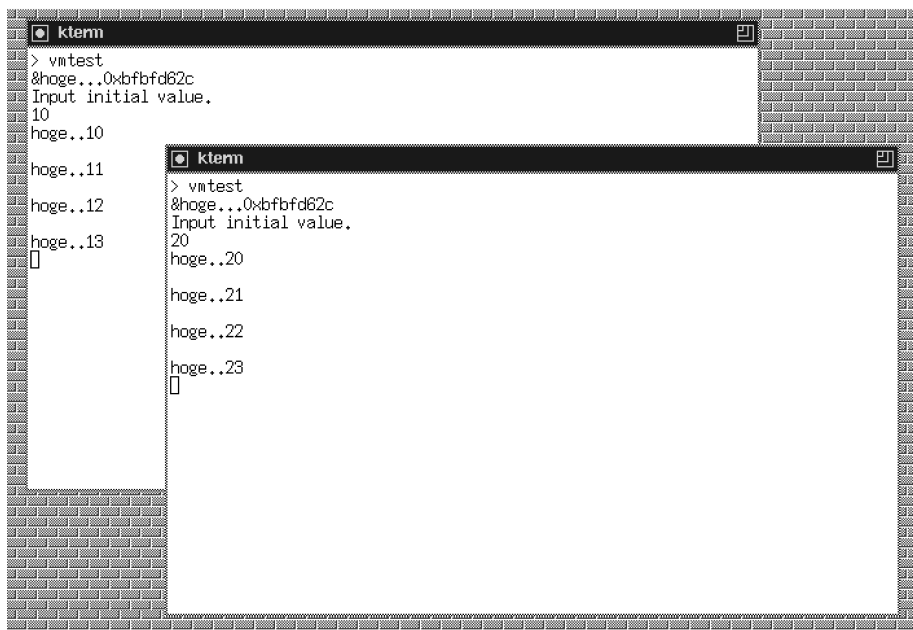 kterm
> vmtest
&hoge...0xbfbfd62c
Input initial value.
10
hoge..10
hoge..11
hoge..12
hoge..13
kterm
> vmtest
&hoge...0xbfbfd62c
Input initial value.
20
hoge..20
hoge..21
hoge..22
hoge..23